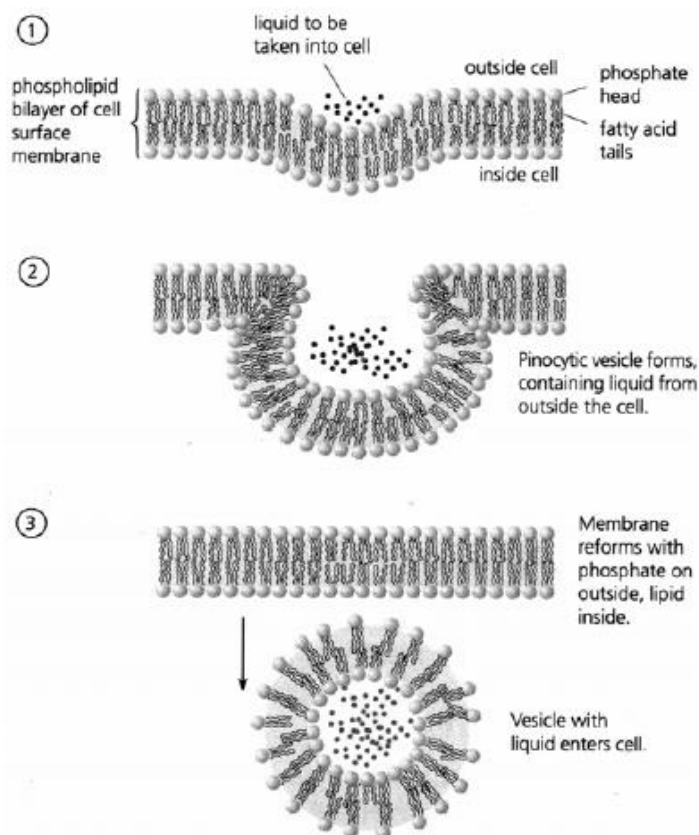 1
liquid to be
taken into cell
outside cell
phospholipid
bilayer of cell
surface
membrane
phosphate
head
fatty acid
tails
inside cell
2
Pinocytic vesicle forms,
containing liquid from
outside the cell.
3
Membrane
reforms with
phosphate on
outside, lipid
inside.
Vesicle with
liquid enters cell.